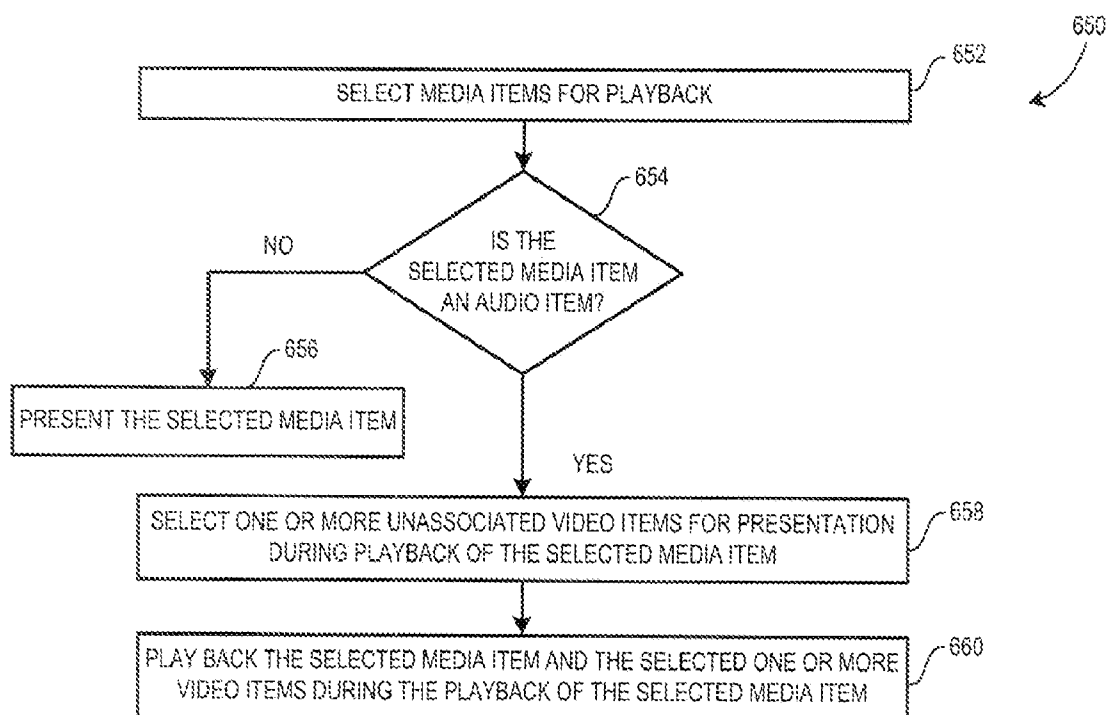 650
652
SELECT MEDIA ITEMS FOR PLAYBACK
654
IS THE
SELECTED MEDIA ITEM
AN AUDIO ITEM?
NO
656
PRESENT THE SELECTED MEDIA ITEM
YES
658
SELECT ONE OR MORE UNASSOCIATED VIDEO ITEMS FOR PRESENTATION
DURING PLAYBACK OF THE SELECTED MEDIA ITEM
660
PLAY BACK THE SELECTED MEDIA ITEM AND THE SELECTED ONE OR MORE
VIDEO ITEMS DURING THE PLAYBACK OF THE SELECTED MEDIA ITEM